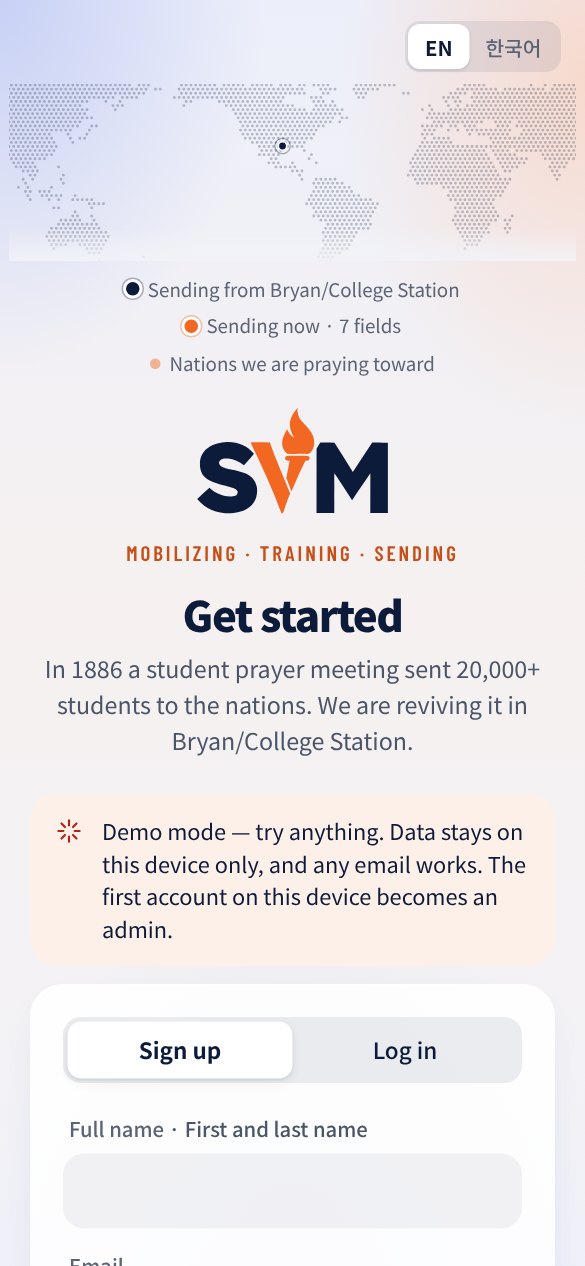 EN 한국어
Sending from Bryan/College Station
Sending now · 7 fields
Nations we are praying toward
SVM
MOBILIZING · TRAINING · SENDING
Get started
In 1886 a student prayer meeting sent 20,000+
students to the nations. We are reviving it in
Bryan/College Station.
Demo mode — try anything. Data stays on
this device only, and any email works. The
first account on this device becomes an
admin.
Sign up Log in
Full name · First and last name
Email